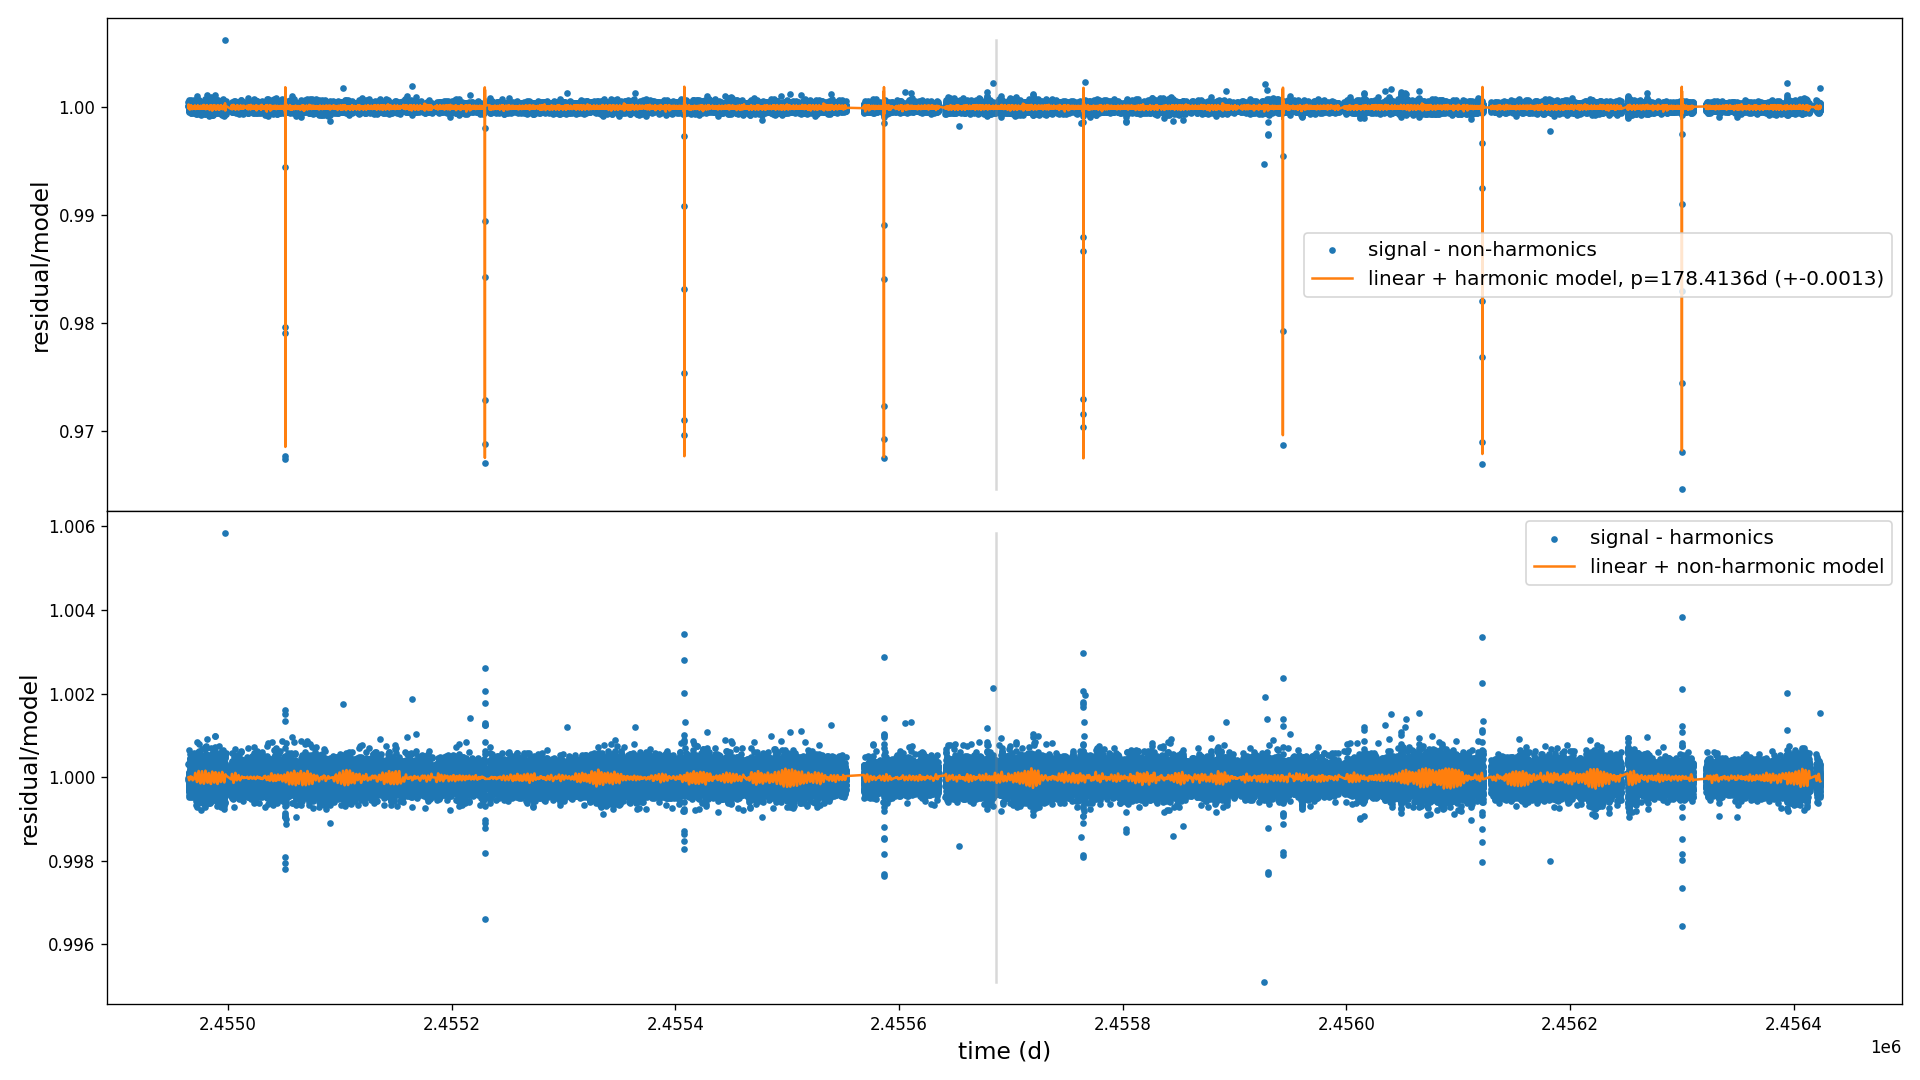 1.00
0.99
0.98
0.97
residual/model
signal - non-harmonics
linear + harmonic model, p=178.4136d (+-0.0013)
1.006
1.004
1.002
1.000
0.998
0.996
residual/model
signal - harmonics
linear + non-harmonic model
2.4550
2.4552
2.4554
2.4556
2.4558
2.4560
2.4562
2.4564
time (d)
1e6